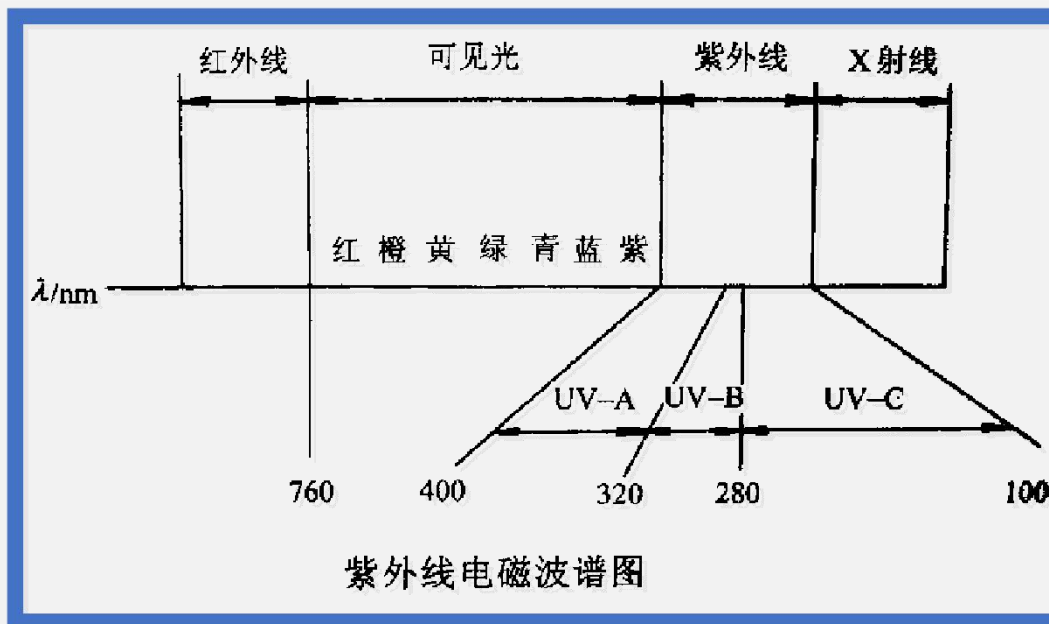 红外线 可见光 紫外线 X射线
红 橙 黄 绿 青 蓝 紫
λ/nm
UV-A UV-B UV-C
760 400 320 280 100
紫外线电磁波谱图